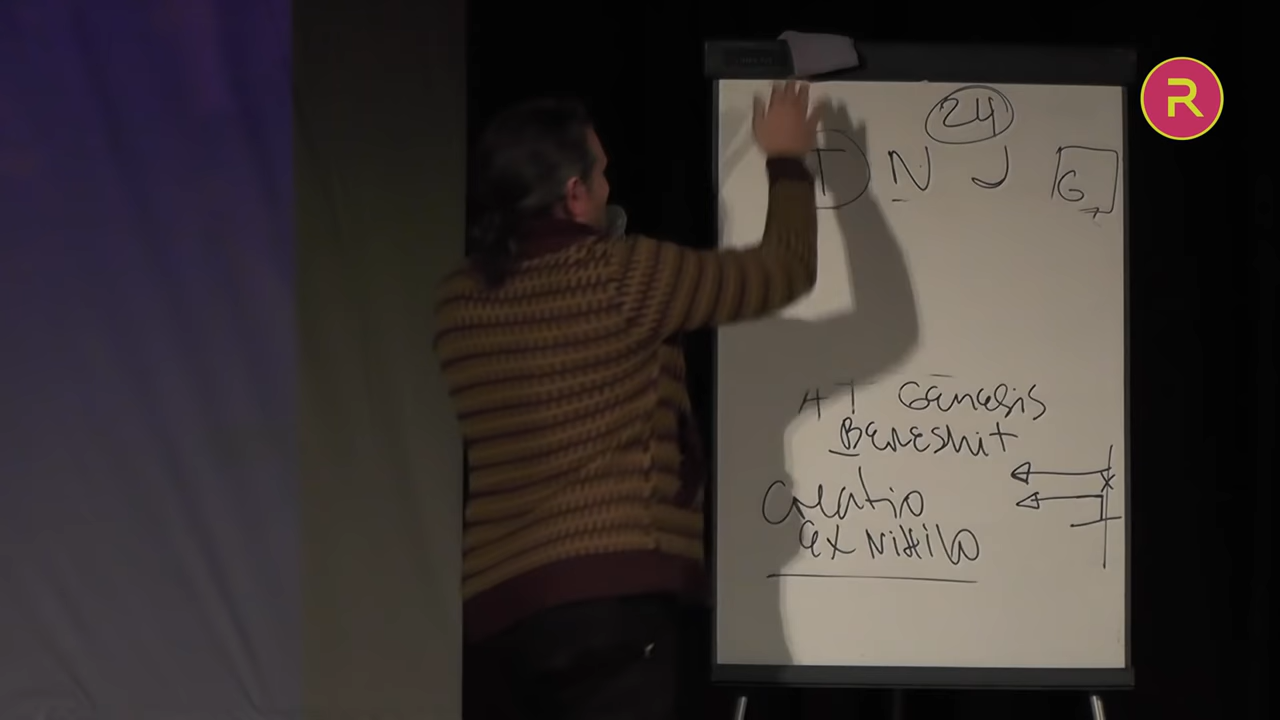 24
T N J G
AT Genesis
Bereshit
Creatio
ex Nihilo
R